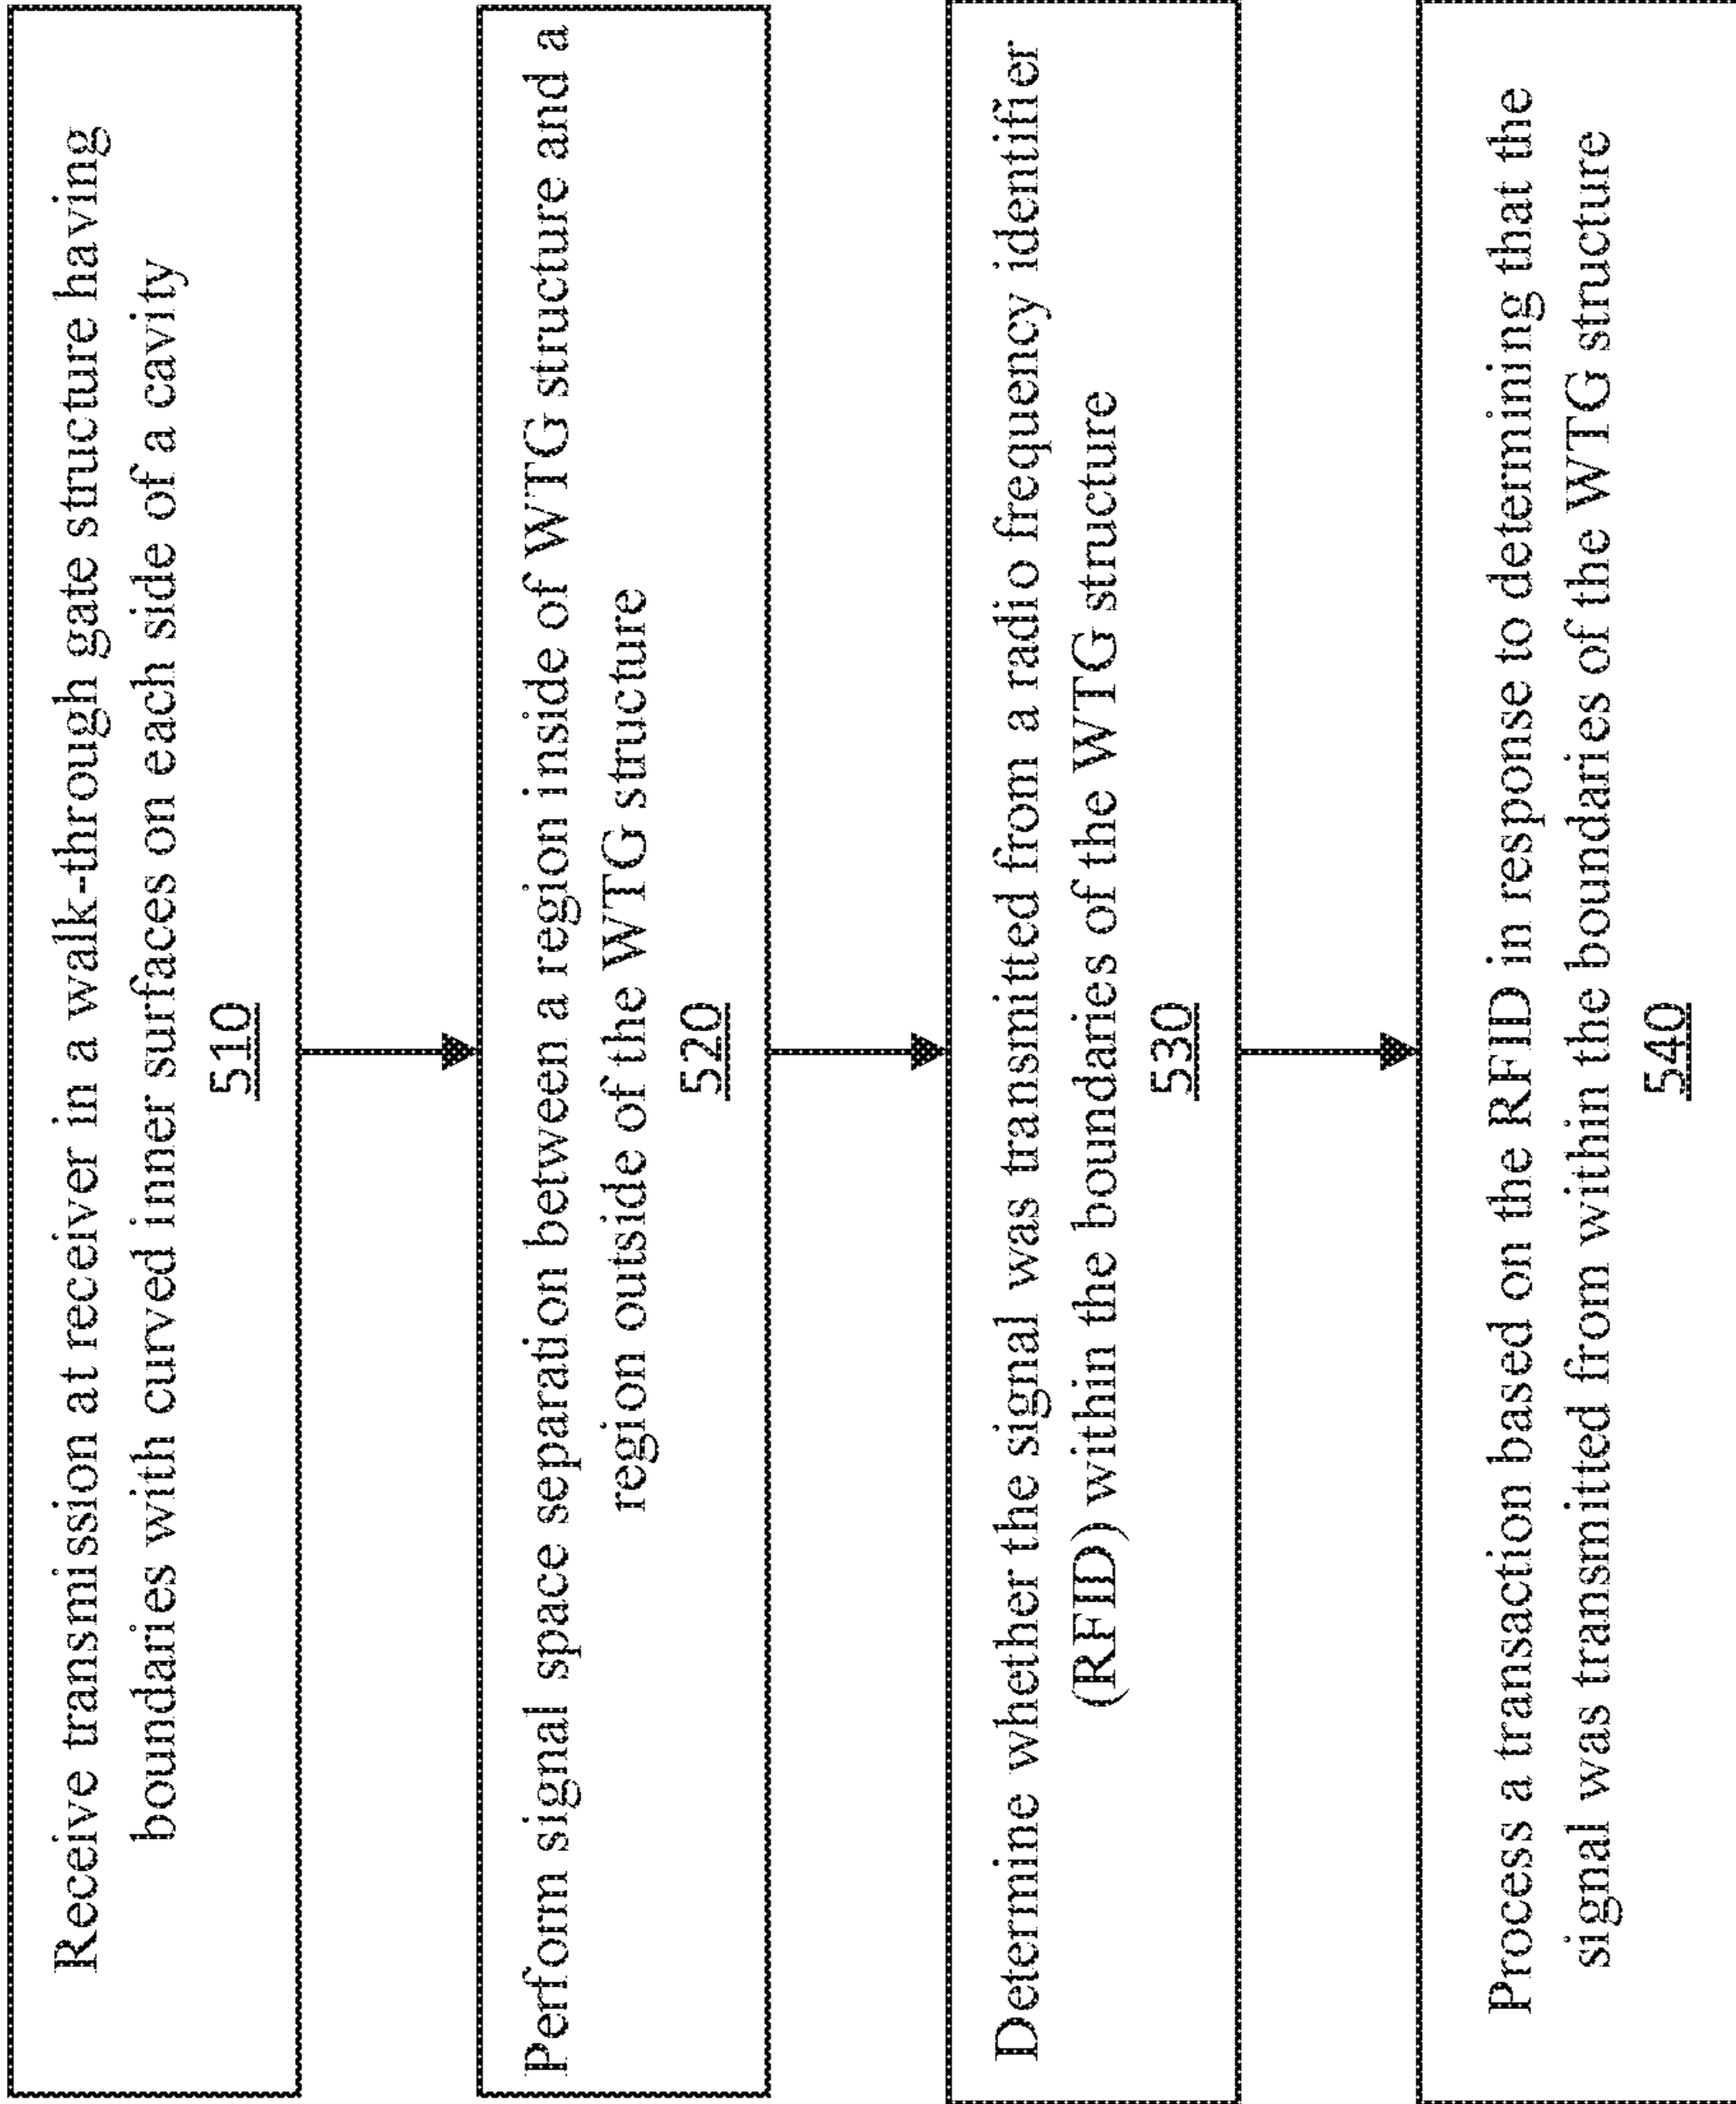 Receive transmission at receiver in a walk-through gate structure having
boundaries with curved inner surfaces on each side of a cavity
510
Perform signal space separation between a region inside of WTG structure and a
region outside of the WTG structure
520
Determine whether the signal was transmitted from a radio frequency identifier
(RFID) within the boundaries of the WTG structure
530
Process a transaction based on the RFID in response to determining that the
signal was transmitted from within the boundaries of the WTG structure
540